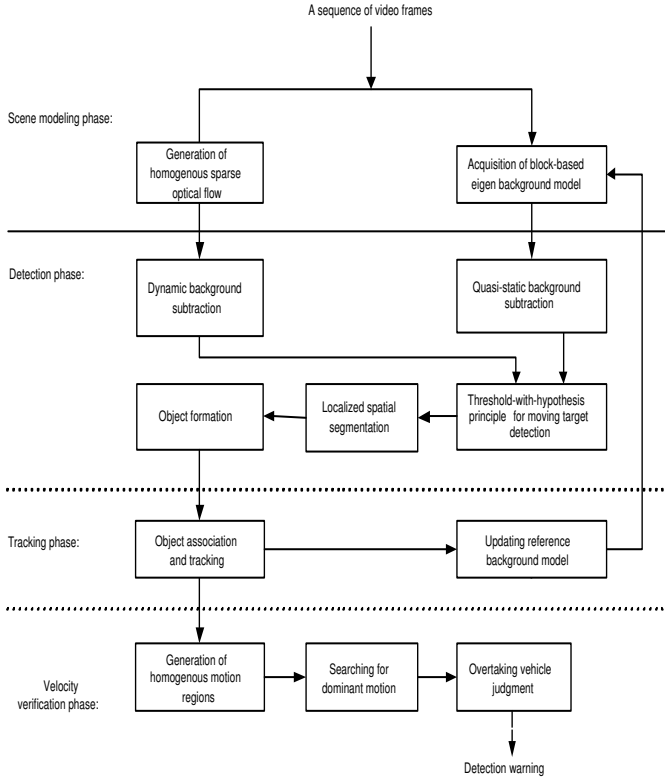 A sequence of video frames
Scene modeling phase:
Generation of
homogenous sparse
optical flow
Acquisition of block-based
eigen background model
Detection phase:
Dynamic background
subtraction
Quasi-static background
subtraction
Object formation
Localized spatial
segmentation
Threshold-with-hypothesis
principle for moving target
detection
Tracking phase:
Object association
and tracking
Updating reference
background model
Velocity
verification phase:
Generation of
homogenous motion
regions
Searching for
dominant motion
Overtaking vehicle
judgment
Detection warning